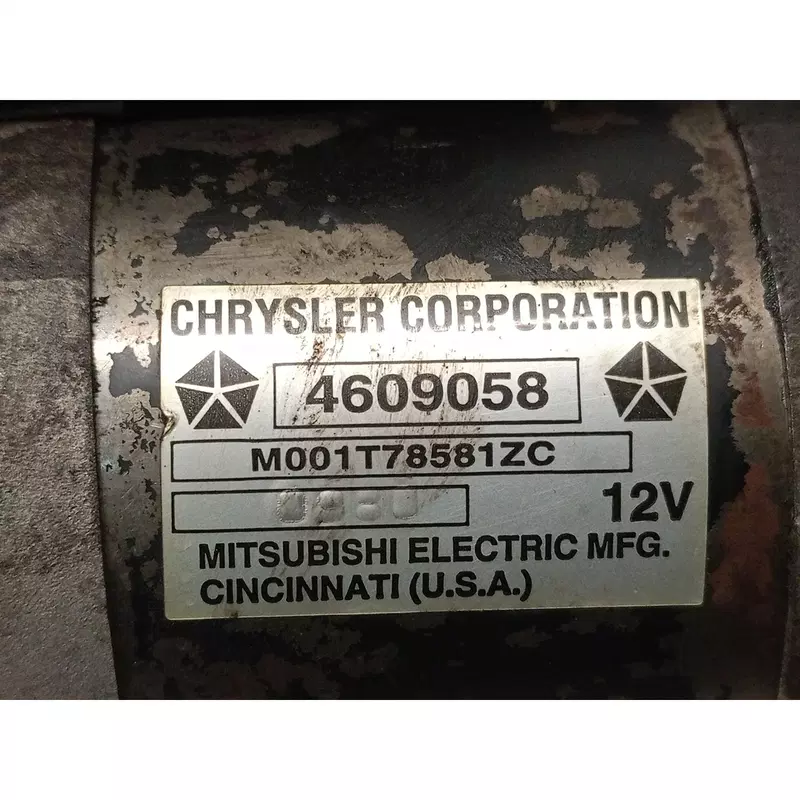 CHRYSLER CORPORATION
4609058
M001T78581ZC
12V
MITSUBISHI ELECTRIC MFG.
CINCINNATI (U.S.A.)